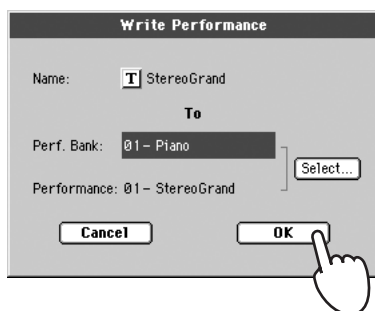 Write Performance
Name: T StereoGrand
To
Perf. Bank: 01- Piano
Select...
Performance: 01- StereoGrand
Cancel OK